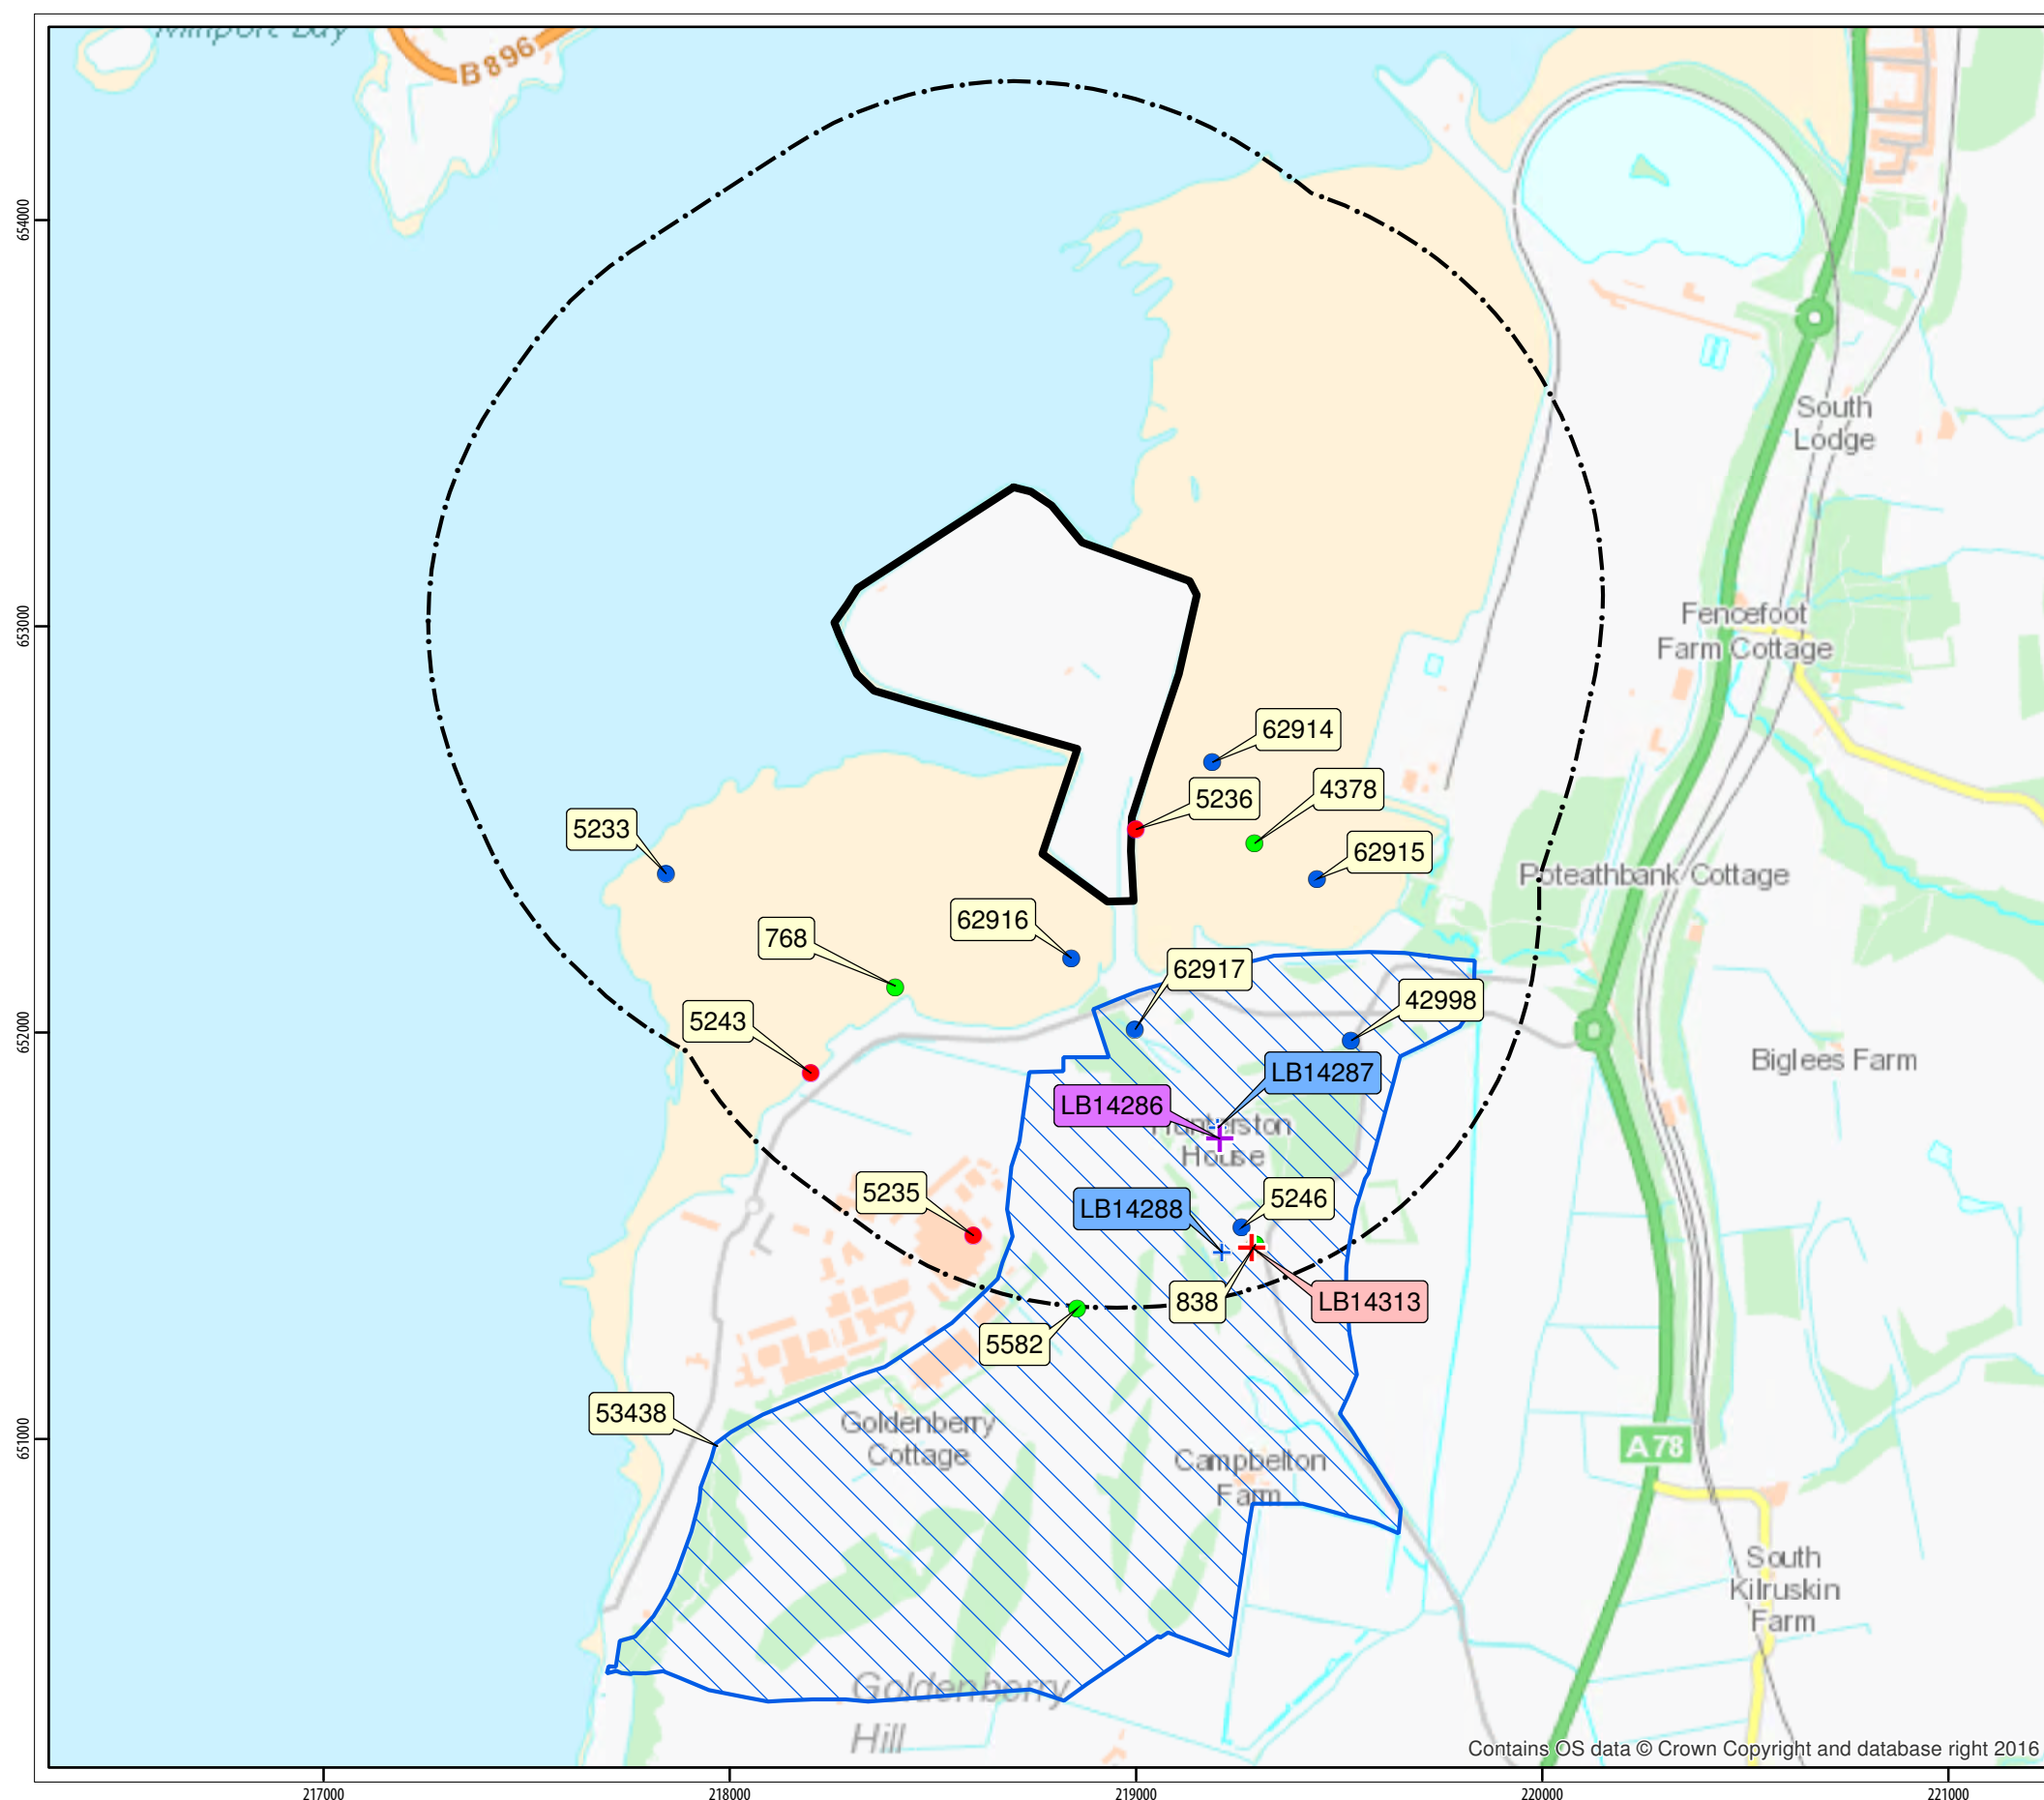 Millport Bay
B896
654000
South
Lodge
653000
Fencefoot
Farm Cottage
62914
4378
5236
5233
62915
Poteathbank Cottage
62916
768
62917
42998
5243
652000
Biglees Farm
LB14287
LB14286
Hunterston
House
5235
5246
LB14288
838
LB14313
5582
53438
651000
Goldenberry
Cottage
A78
Campbelton
Farm
South
Kilruskin
Farm
Goldenberry
Hill
Contains OS data © Crown Copyright and database right 2016
217000
218000
219000
220000
221000